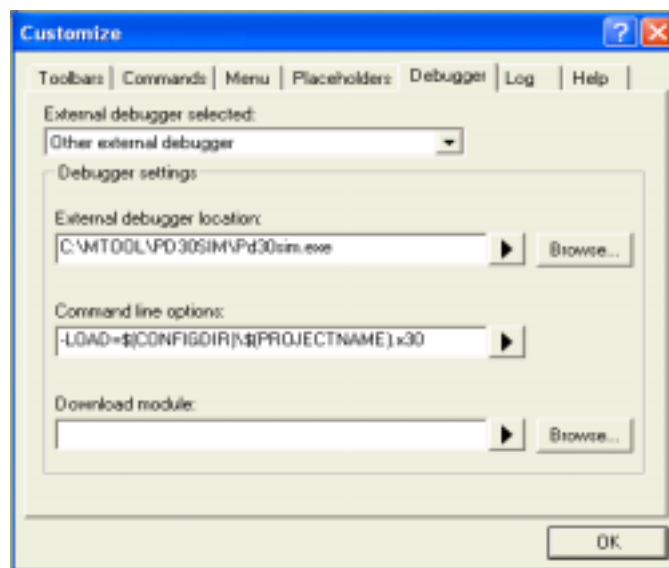 Customize
Toolbars Commands Menu Placeholders Debugger Log Help
External debugger selected:
Other external debugger
Debugger settings
External debugger location:
C:\MTOOL\PD30SIM\Pd30sim.exe
Browse...
Command line options:
-LOAD=$(CONFIGDIR)\$(PROJECTNAME).x30
Download module:
Browse...
OK